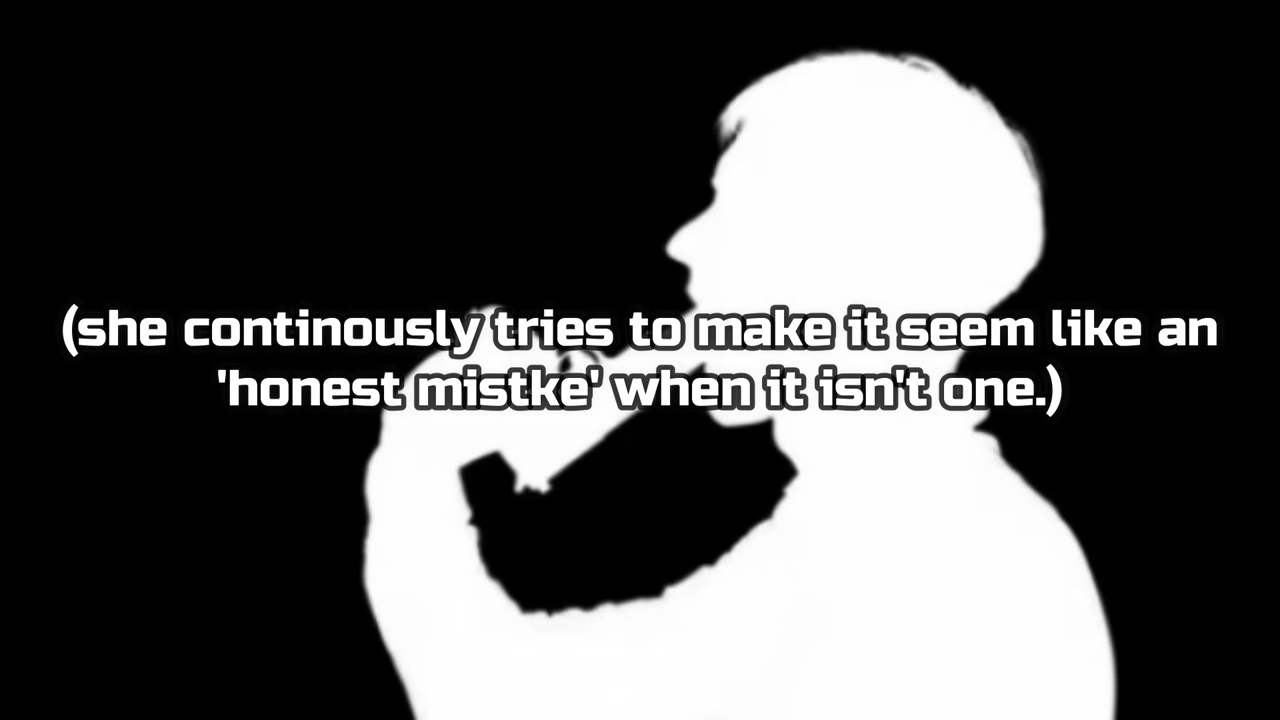 (she continously tries to make it seem like an
'honest mistke' when it isn't one.)